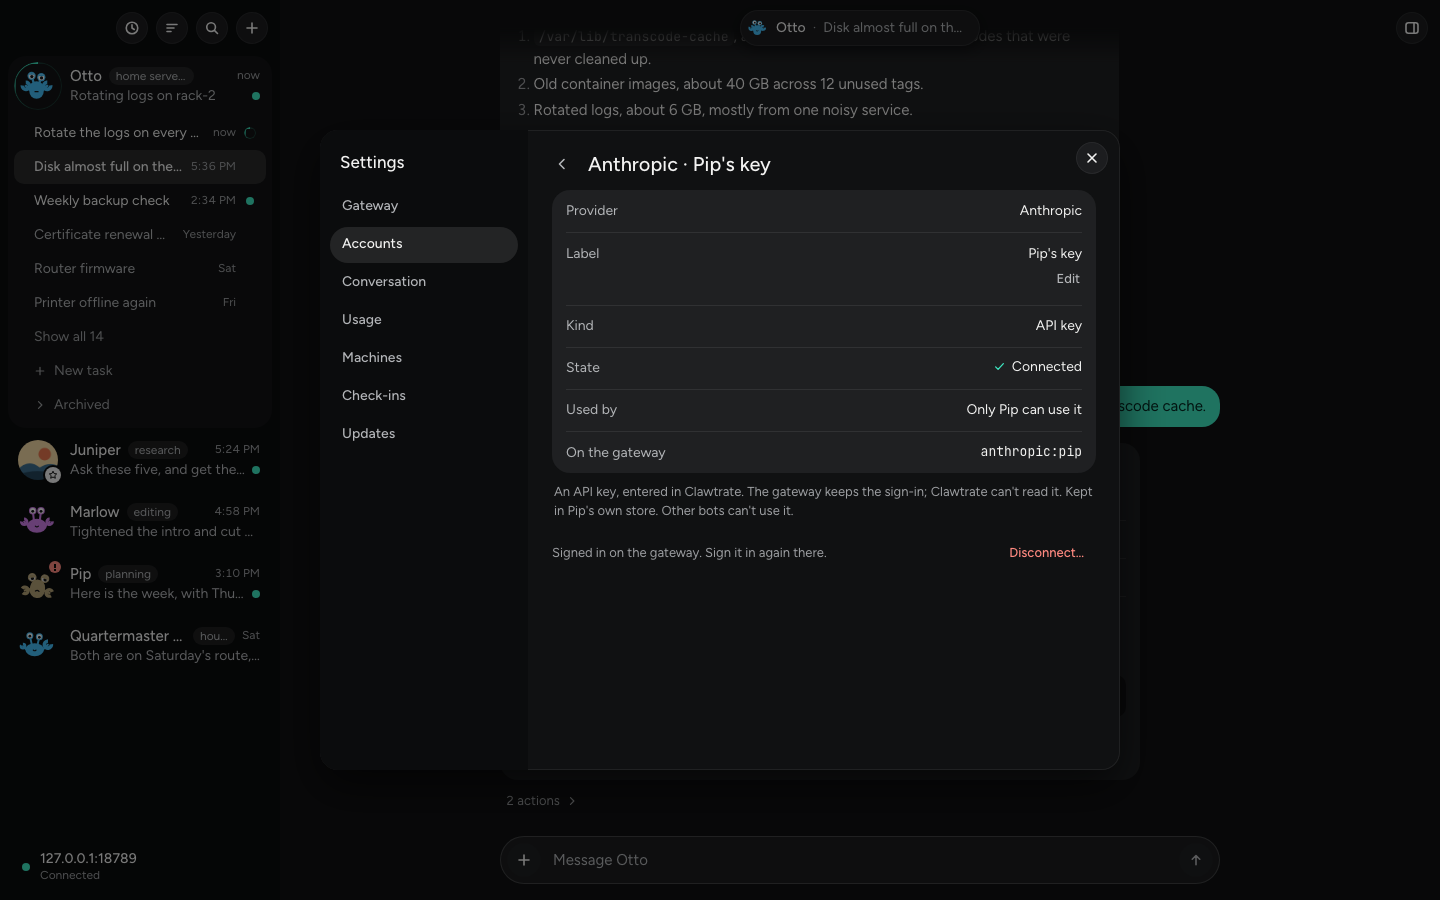 Otto home serve... now
Rotating logs on rack-2
Rotate the logs on every ... now
Disk almost full on the... 5:36 PM
Weekly backup check 2:34 PM
Certificate renewal ... Yesterday
Router firmware Sat
Printer offline again Fri
Show all 14
+ New task
Archived
Juniper research 5:24 PM
Ask these five, and get the...
Marlow editing 4:58 PM
Tightened the intro and cut ...
Pip planning 3:10 PM
Here is the week, with Thu...
Quartermaster ... hou... Sat
Both are on Saturday's route,...
127.0.0.1:18789
Connected
Otto · Disk almost full on th...
1. /var/lib/transcode-cache, that were
never cleaned up.
2. Old container images, about 40 GB across 12 unused tags.
3. Rotated logs, about 6 GB, mostly from one noisy service.
Settings
Gateway
Accounts
Conversation
Usage
Machines
Check-ins
Updates
Anthropic · Pip's key
Provider Anthropic
Label Pip's key
Edit
Kind API key
State Connected
Used by Only Pip can use it
On the gateway anthropic:pip
An API key, entered in Clawtrate. The gateway keeps the sign-in; Clawtrate can't read it. Kept
in Pip's own store. Other bots can't use it.
Signed in on the gateway. Sign it in again there. Disconnect...
cache.
2 actions
Message Otto